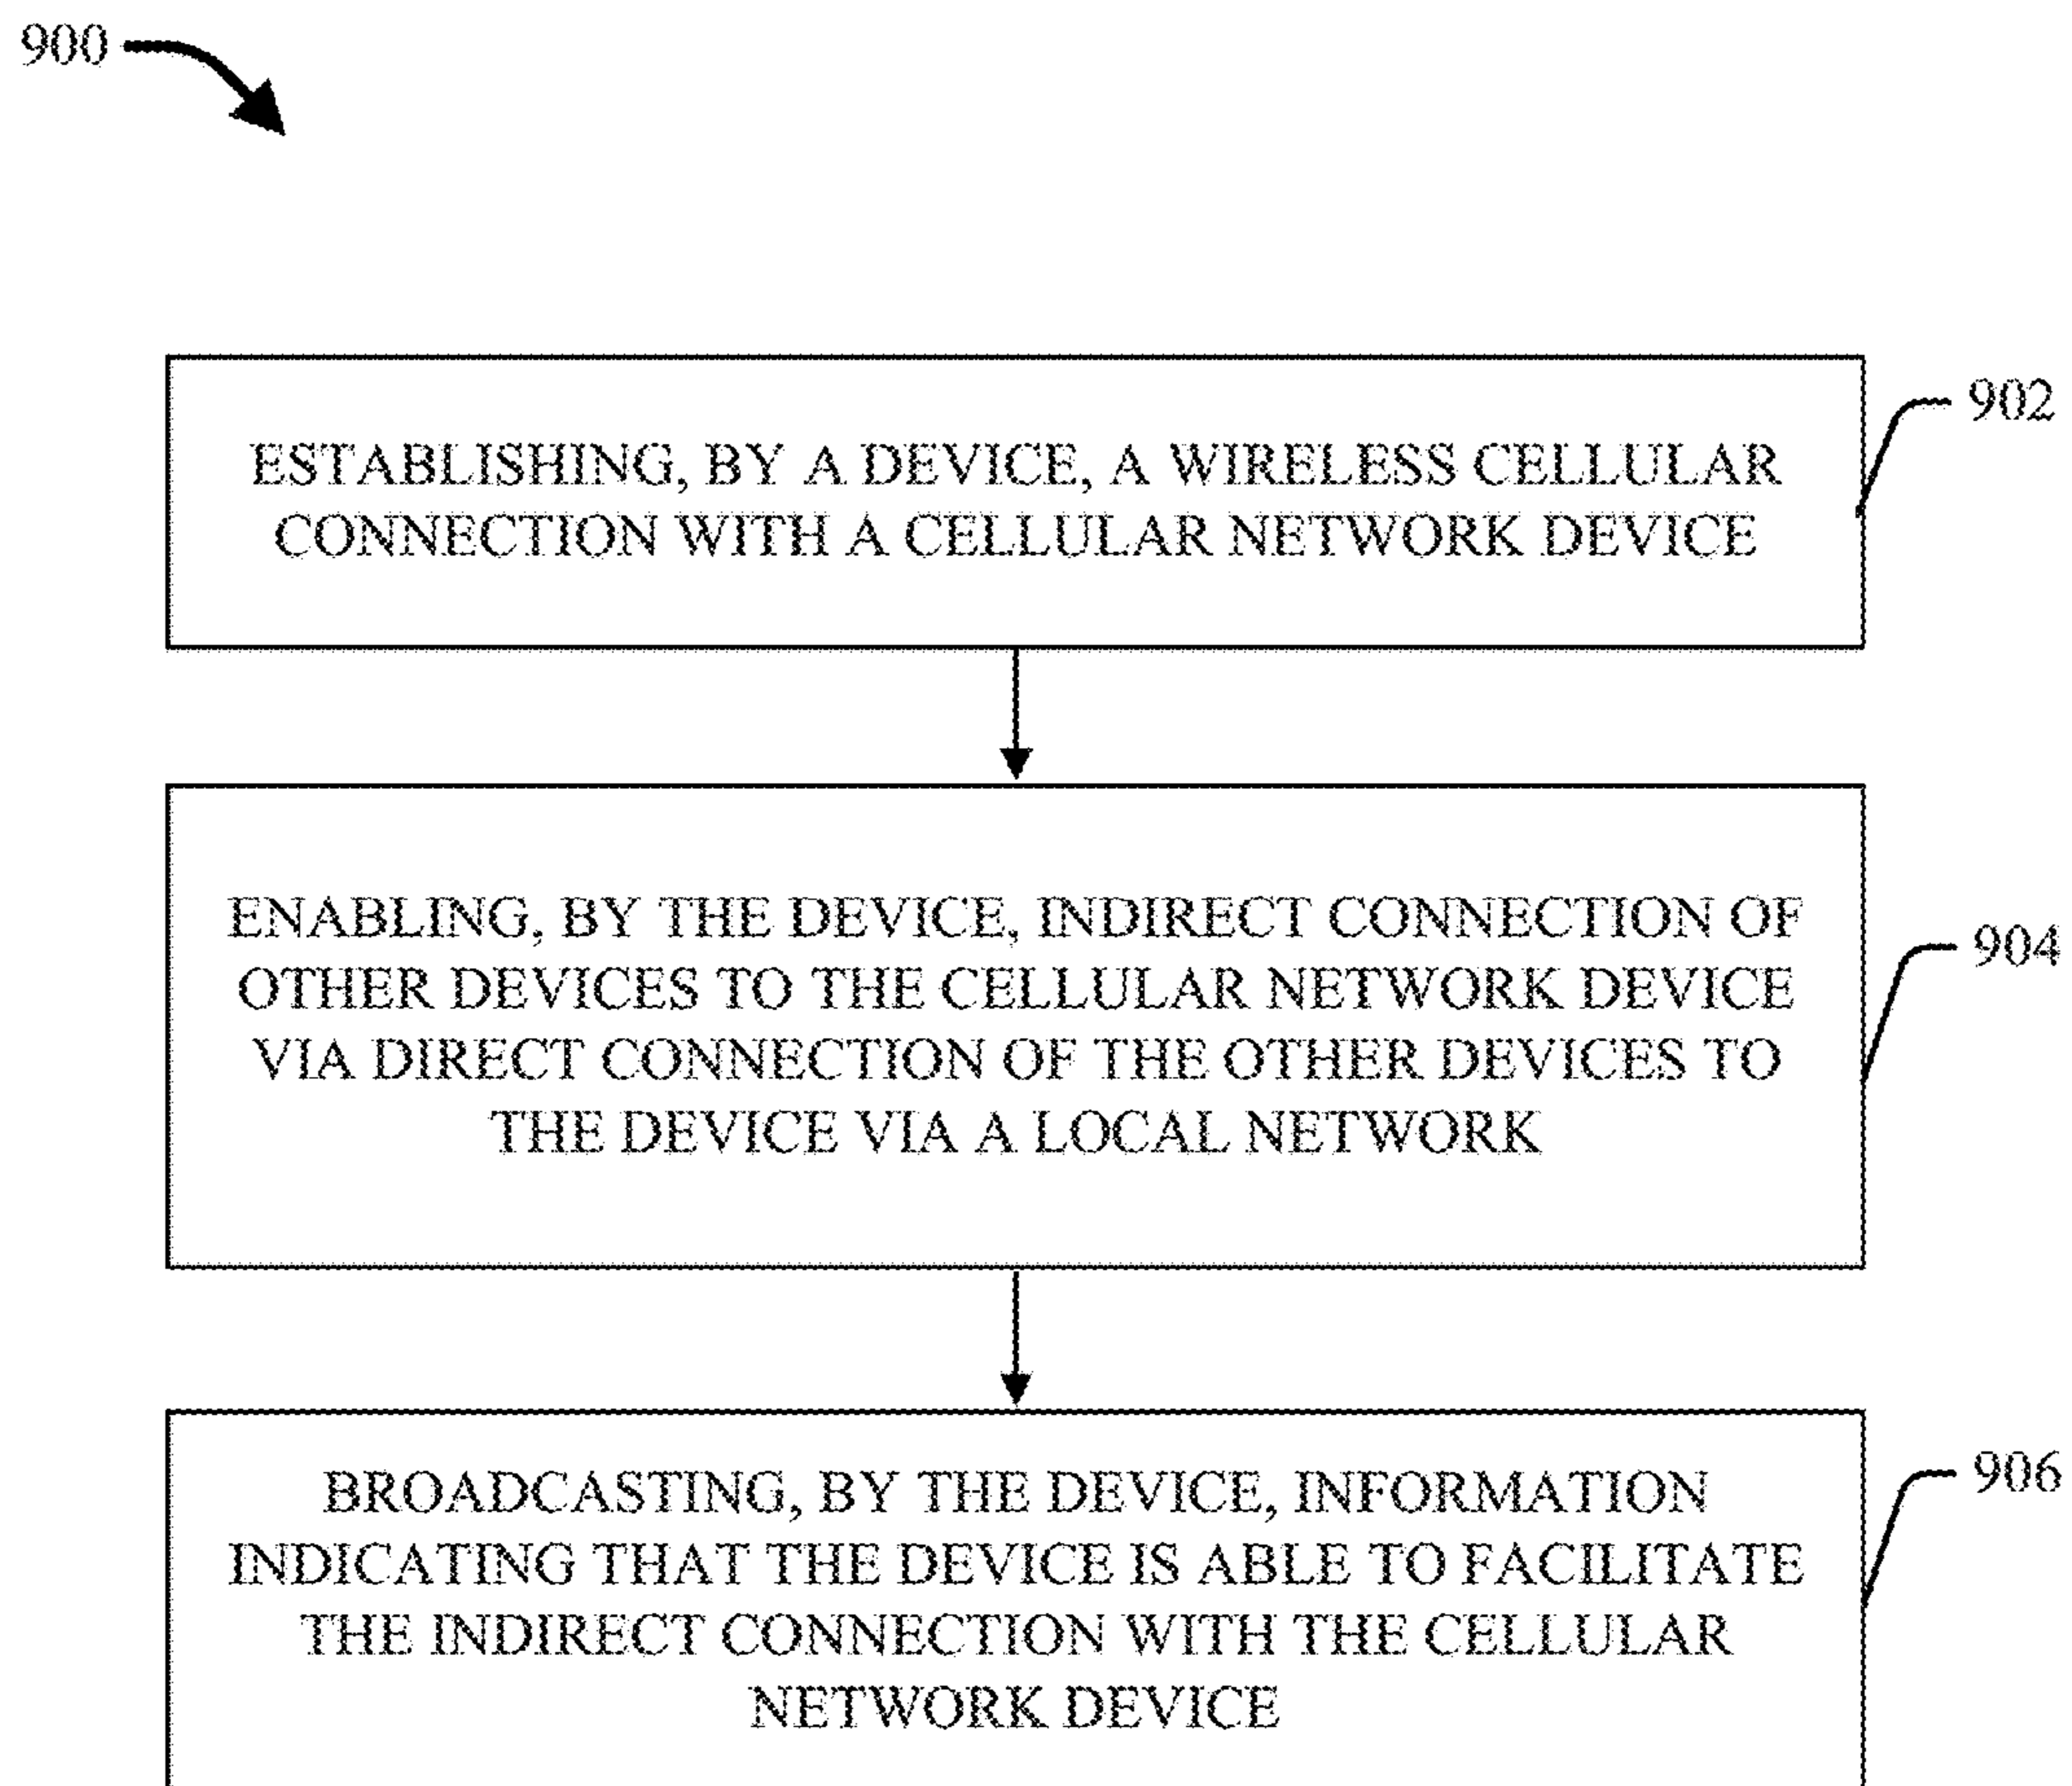 900
902
ESTABLISHING, BY A DEVICE, A WIRELESS CELLULAR
CONNECTION WITH A CELLULAR NETWORK DEVICE
904
ENABLING, BY THE DEVICE, INDIRECT CONNECTION OF
OTHER DEVICES TO THE CELLULAR NETWORK DEVICE
VIA DIRECT CONNECTION OF THE OTHER DEVICES TO
THE DEVICE VIA A LOCAL NETWORK
906
BROADCASTING, BY THE DEVICE, INFORMATION
INDICATING THAT THE DEVICE IS ABLE TO FACILITATE
THE INDIRECT CONNECTION WITH THE CELLULAR
NETWORK DEVICE